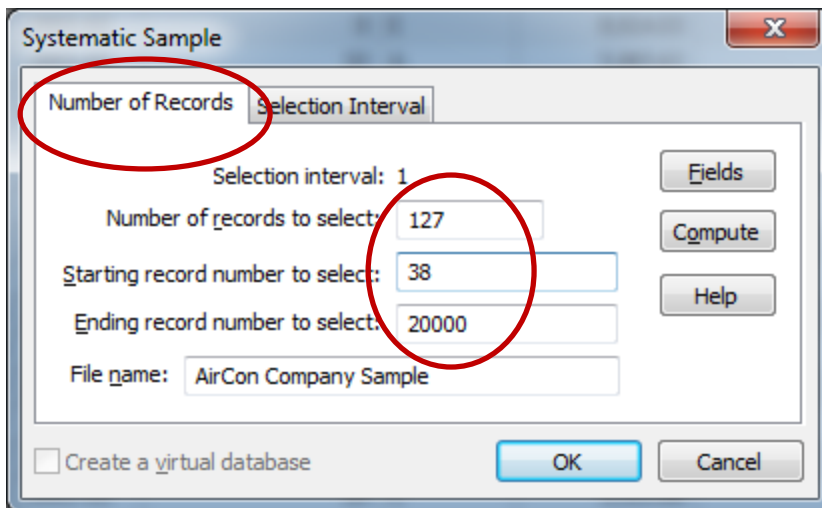 Systematic Sample
Number of Records Selection Interval
Selection interval: 1
Fields
Number of records to select: 127
Compute
Starting record number to select: 38
Help
Ending record number to select: 20000
File name: AirCon Company Sample
Create a virtual database OK Cancel